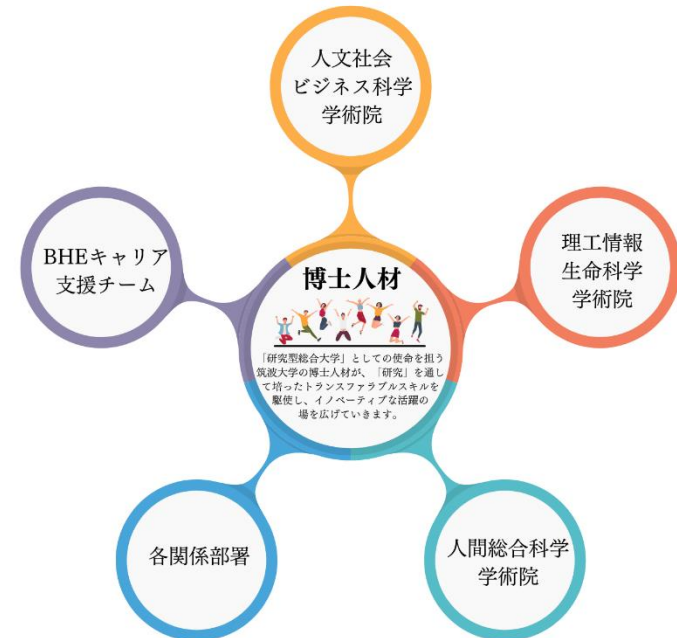 人文社会
ビジネス科学
学術院
BHEキャリア
支援チーム
理工情報
生命科学
学術院
博士人材
「研究型総合大学」としての使命を担う
筑波大学の博士人材が、「研究」を通し
て培ったトランスファラブルスキルを
駆使し、イノベーティブな活躍の
場を広げていきます。
各関係部署
人間総合科学
学術院